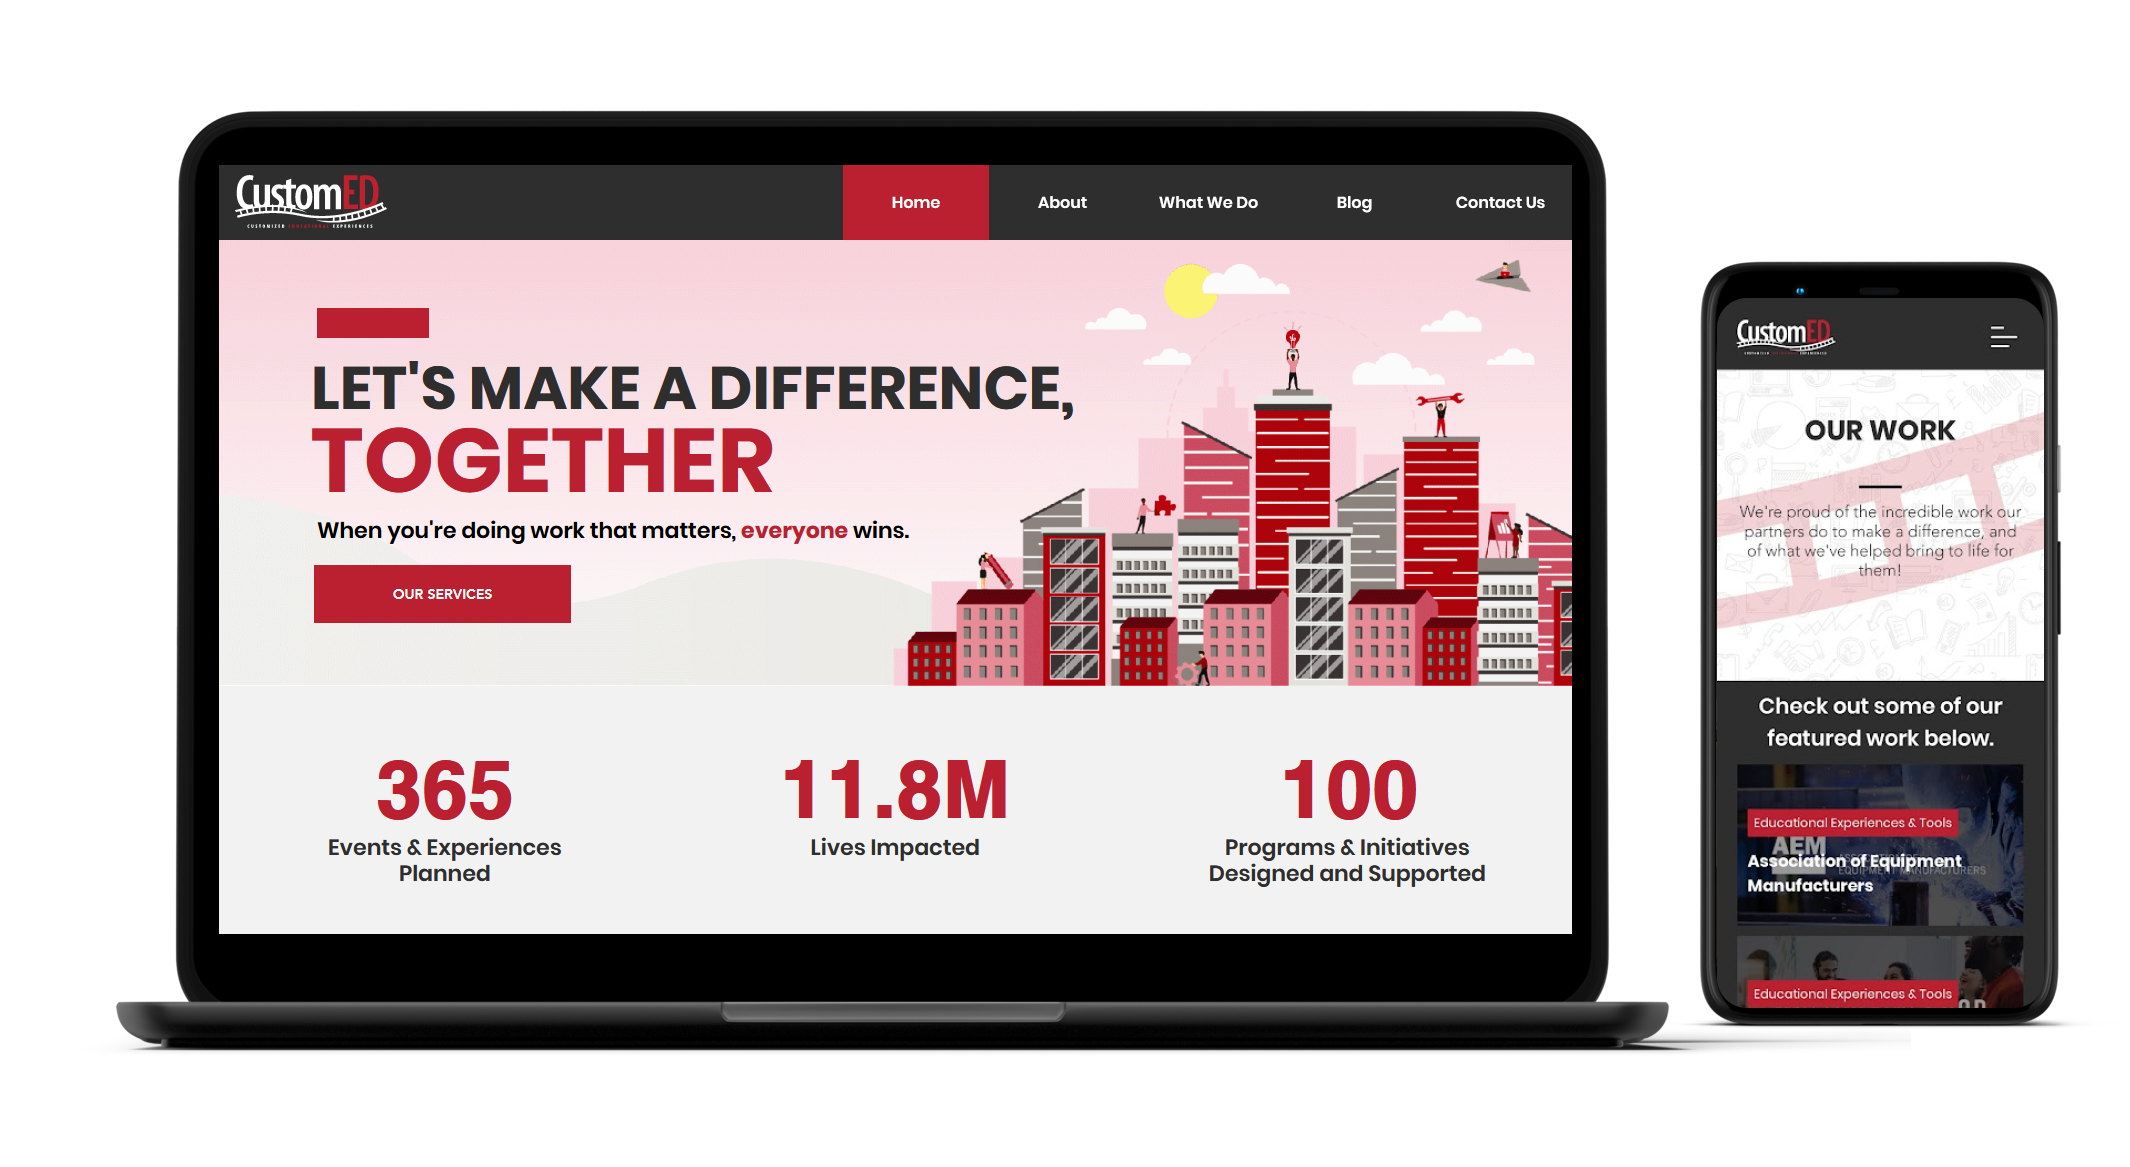 CustomED
CUSTOMIZED EDUCATIONAL EXPERIENCES
Home
About
What We Do
Blog
Contact Us
LET'S MAKE A DIFFERENCE,
TOGETHER
When you're doing work that matters, everyone wins.
OUR SERVICES
365
Events & Experiences
Planned
11.8M
Lives Impacted
100
Programs & Initiatives
Designed and Supported
CustomED
CUSTOMIZED EDUCATIONAL EXPERIENCES
OUR WORK
We're proud of the incredible work our
partners do to make a difference, and
of what we've helped bring to life for
them!
Check out some of our
featured work below.
Educational Experiences & Tools
AEM
EQUIPMENT MANUFACTURERS
Association of Equipment
Manufacturers
Educational Experiences & Tools